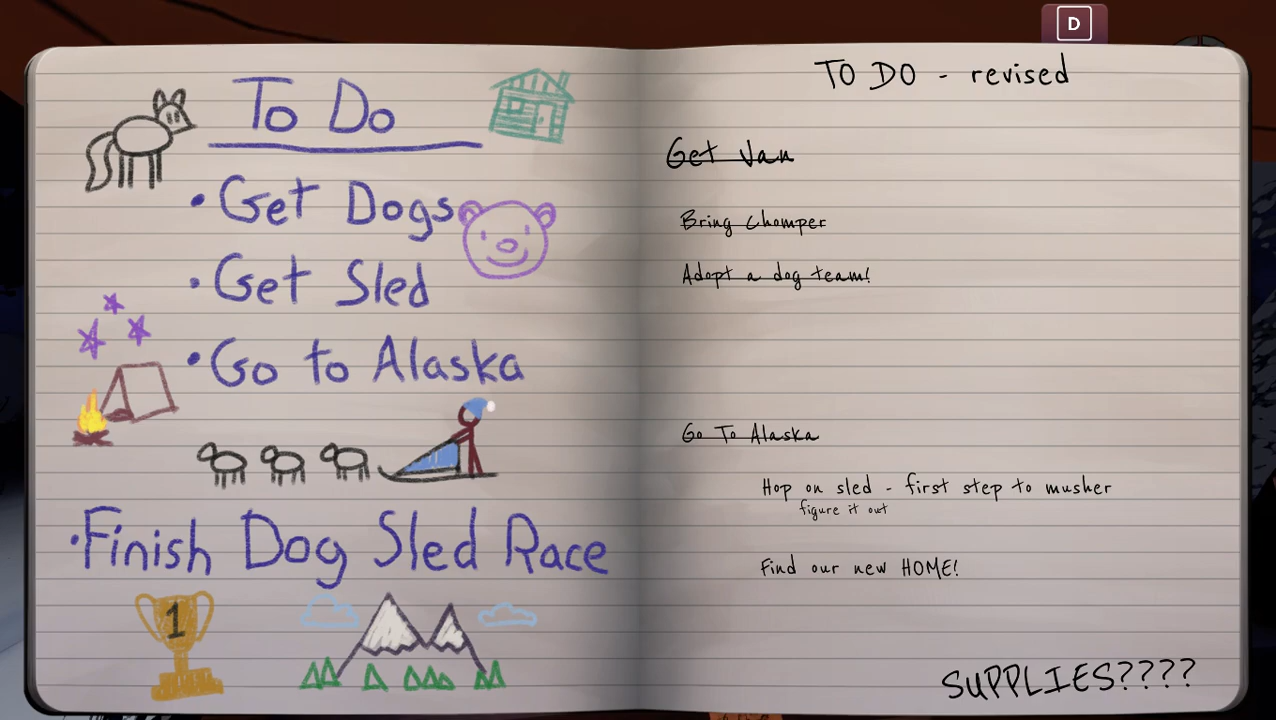 D
To Do
• Get Dogs
• Get Sled
• Go to Alaska
• Finish Dog Sled Race
1
TO DO - revised
Get Van
Bring Chomper
Adopt a dog team!
Go To Alaska
Hop on sled - first step to musher
figure it out
Find our new HOME!
SUPPLIES????